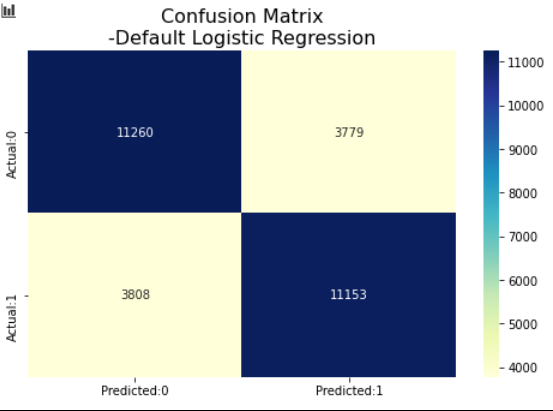 Confusion Matrix
-Default Logistic Regression
Actual:0
11260
3779
Actual:1
3808
11153
Predicted:0
Predicted:1
11000
10000
9000
8000
7000
6000
5000
4000